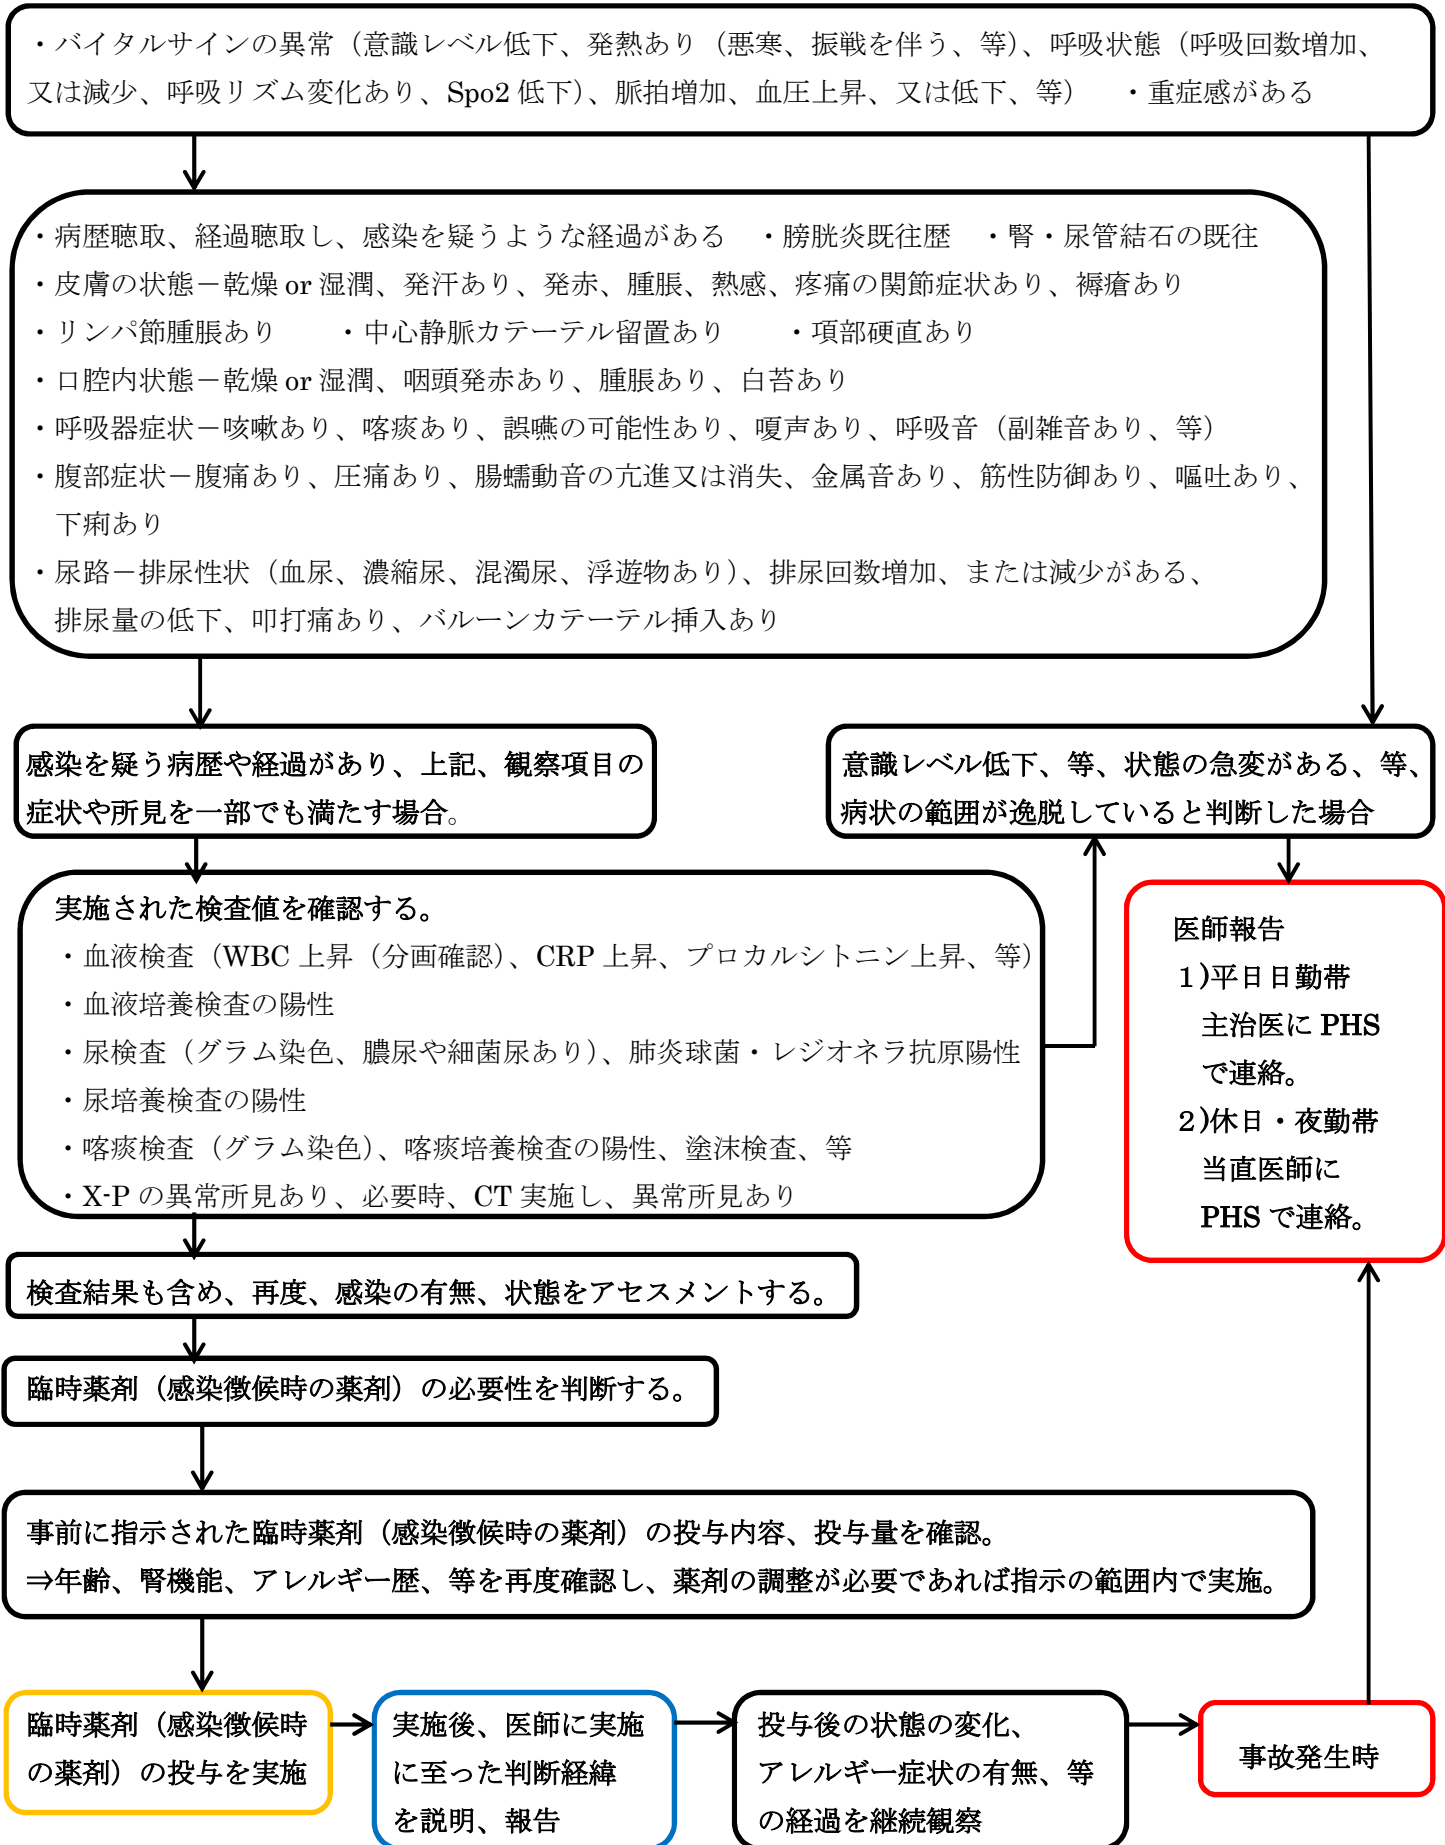 ・バイタルサインの異常（意識レベル低下、発熱あり（悪寒、振戦を伴う、等）、呼吸状態（呼吸回数増加、
又は減少、呼吸リズム変化あり、Spo2 低下）、脈拍増加、血圧上昇、又は低下、等）　・重症感がある
・病歴聴取、経過聴取し、感染を疑うような経過がある　・膀胱炎既往歴　・腎・尿管結石の既往
・皮膚の状態－乾燥 or 湿潤、発汗あり、発赤、腫脹、熱感、疼痛の関節症状あり、褥瘡あり
・リンパ節腫脹あり　　・中心静脈カテーテル留置あり　　・項部硬直あり
・口腔内状態－乾燥 or 湿潤、咽頭発赤あり、腫脹あり、白苔あり
・呼吸器症状－咳嗽あり、喀痰あり、誤嚥の可能性あり、嗄声あり、呼吸音（副雑音あり、等）
・腹部症状－腹痛あり、圧痛あり、腸蠕動音の亢進又は消失、金属音あり、筋性防御あり、嘔吐あり、
下痢あり
・尿路－排尿性状（血尿、濃縮尿、混濁尿、浮遊物あり）、排尿回数増加、または減少がある、
排尿量の低下、叩打痛あり、バルーンカテーテル挿入あり
感染を疑う病歴や経過があり、上記、観察項目の
症状や所見を一部でも満たす場合。
意識レベル低下、等、状態の急変がある、等、
病状の範囲が逸脱していると判断した場合
実施された検査値を確認する。
・血液検査（WBC 上昇（分画確認）、CRP 上昇、プロカルシトニン上昇、等）
・血液培養検査の陽性
・尿検査（グラム染色、膿尿や細菌尿あり）、肺炎球菌・レジオネラ抗原陽性
・尿培養検査の陽性
・喀痰検査（グラム染色）、喀痰培養検査の陽性、塗沫検査、等
・X-P の異常所見あり、必要時、CT 実施し、異常所見あり
医師報告
１)平日日勤帯
主治医に PHS
で連絡。
２)休日・夜勤帯
当直医師に
PHS で連絡。
検査結果も含め、再度、感染の有無、状態をアセスメントする。
臨時薬剤（感染徴候時の薬剤）の必要性を判断する。
事前に指示された臨時薬剤（感染徴候時の薬剤）の投与内容、投与量を確認。
⇒年齢、腎機能、アレルギー歴、等を再度確認し、薬剤の調整が必要であれば指示の範囲内で実施。
臨時薬剤（感染徴候時
の薬剤）の投与を実施
実施後、医師に実施
に至った判断経緯
を説明、報告
投与後の状態の変化、
アレルギー症状の有無、等
の経過を継続観察
事故発生時